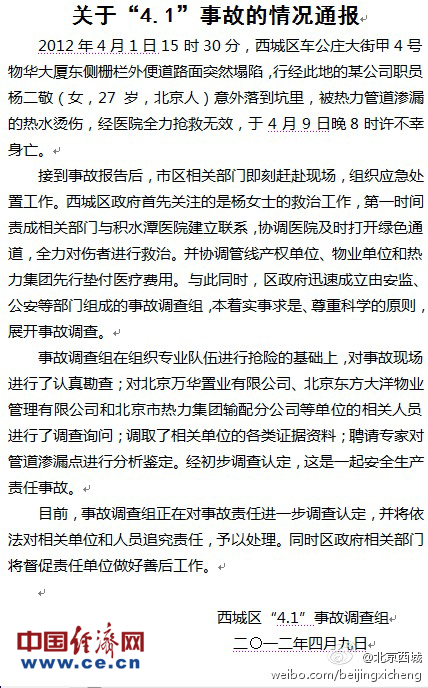 关于“4.1”事故的情况通报
2012年4月1日15时30分，西城区车公庄大街甲4号
物华大厦东侧栅栏外便道路面突然塌陷，行经此地的某公司职员
杨二敬（女，27 岁，北京人）意外落到坑里，被热力管道渗漏
的热水烫伤，经医院全力抢救无效，于4月9日晚8时许不幸
身亡。
接到事故报告后，市区相关部门即刻赶赴现场，组织应急处
置工作。西城区政府首先关注的是杨女士的救治工作，第一时间
责成相关部门与积水潭医院建立联系，协调医院及时打开绿色通
道，全力对伤者进行救治。并协调管线产权单位、物业单位和热
力集团先行垫付医疗费用。与此同时，区政府迅速成立由安监、
公安等部门组成的事故调查组，本着实事求是、尊重科学的原则，
展开事故调查。
事故调查组在组织专业队伍进行抢险的基础上，对事故现场
进行了认真勘查；对北京万华置业有限公司、北京东方大洋物业
管理有限公司和北京市热力集团输配分公司等单位的相关人员
进行了调查询问；调取了相关单位的各类证据资料；聘请专家对
管道渗漏点进行分析鉴定。经初步调查认定，这是一起安全生产
责任事故。
目前，事故调查组正在对事故责任进一步调查认定，并将依
法对相关单位和人员追究责任，予以处理。同时区政府相关部门
将督促责任单位做好善后工作。
西城区“4.1”事故调查组
二〇一二年四月九日
中国经济网
www.ce.cn
@北京西城
weibo.com/beijingxicheng